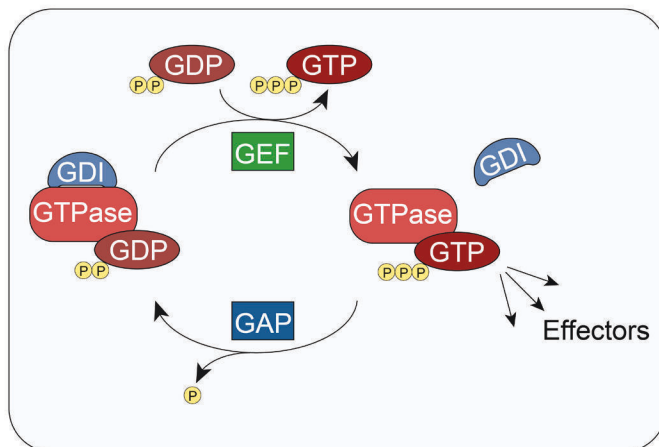 GDP
P P
GTP
P P P
GEF
GDI
GTPase
GDP
P P
GDI
GTPase
GTP
P P P
Effectors
GAP
P